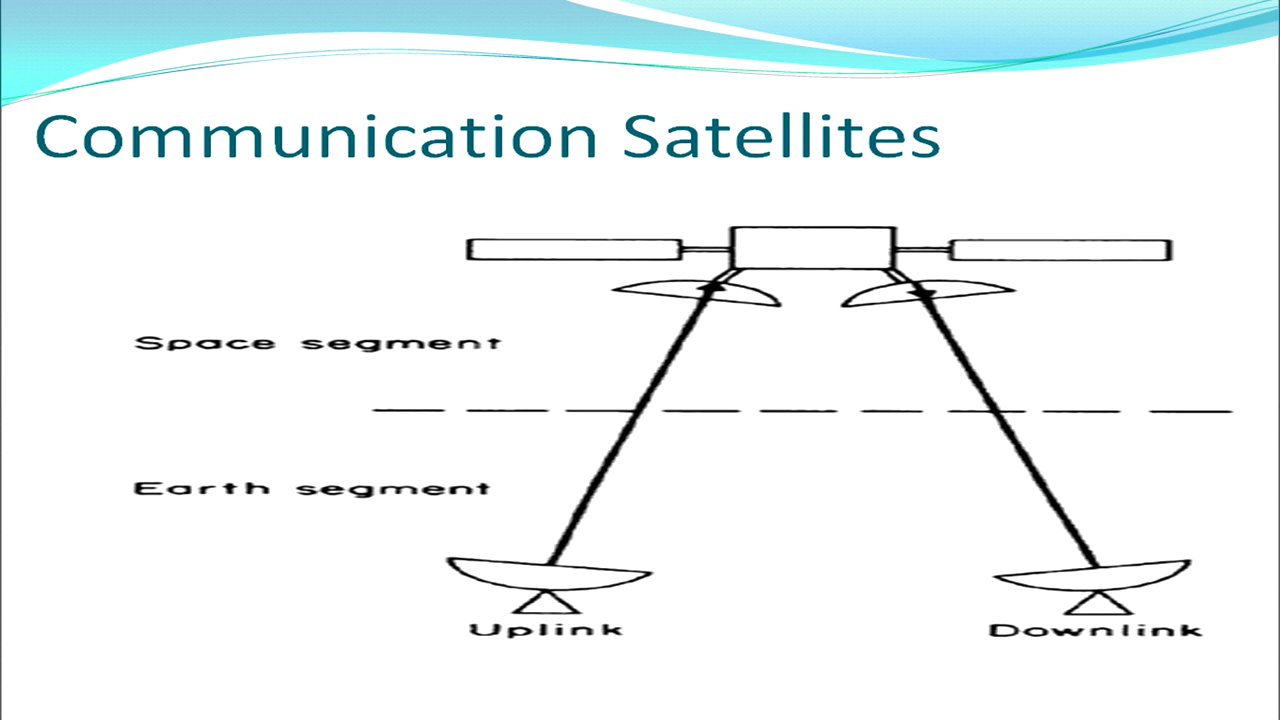 Communication Satellites
Space segment
Earth segment
Uplink
Downlink